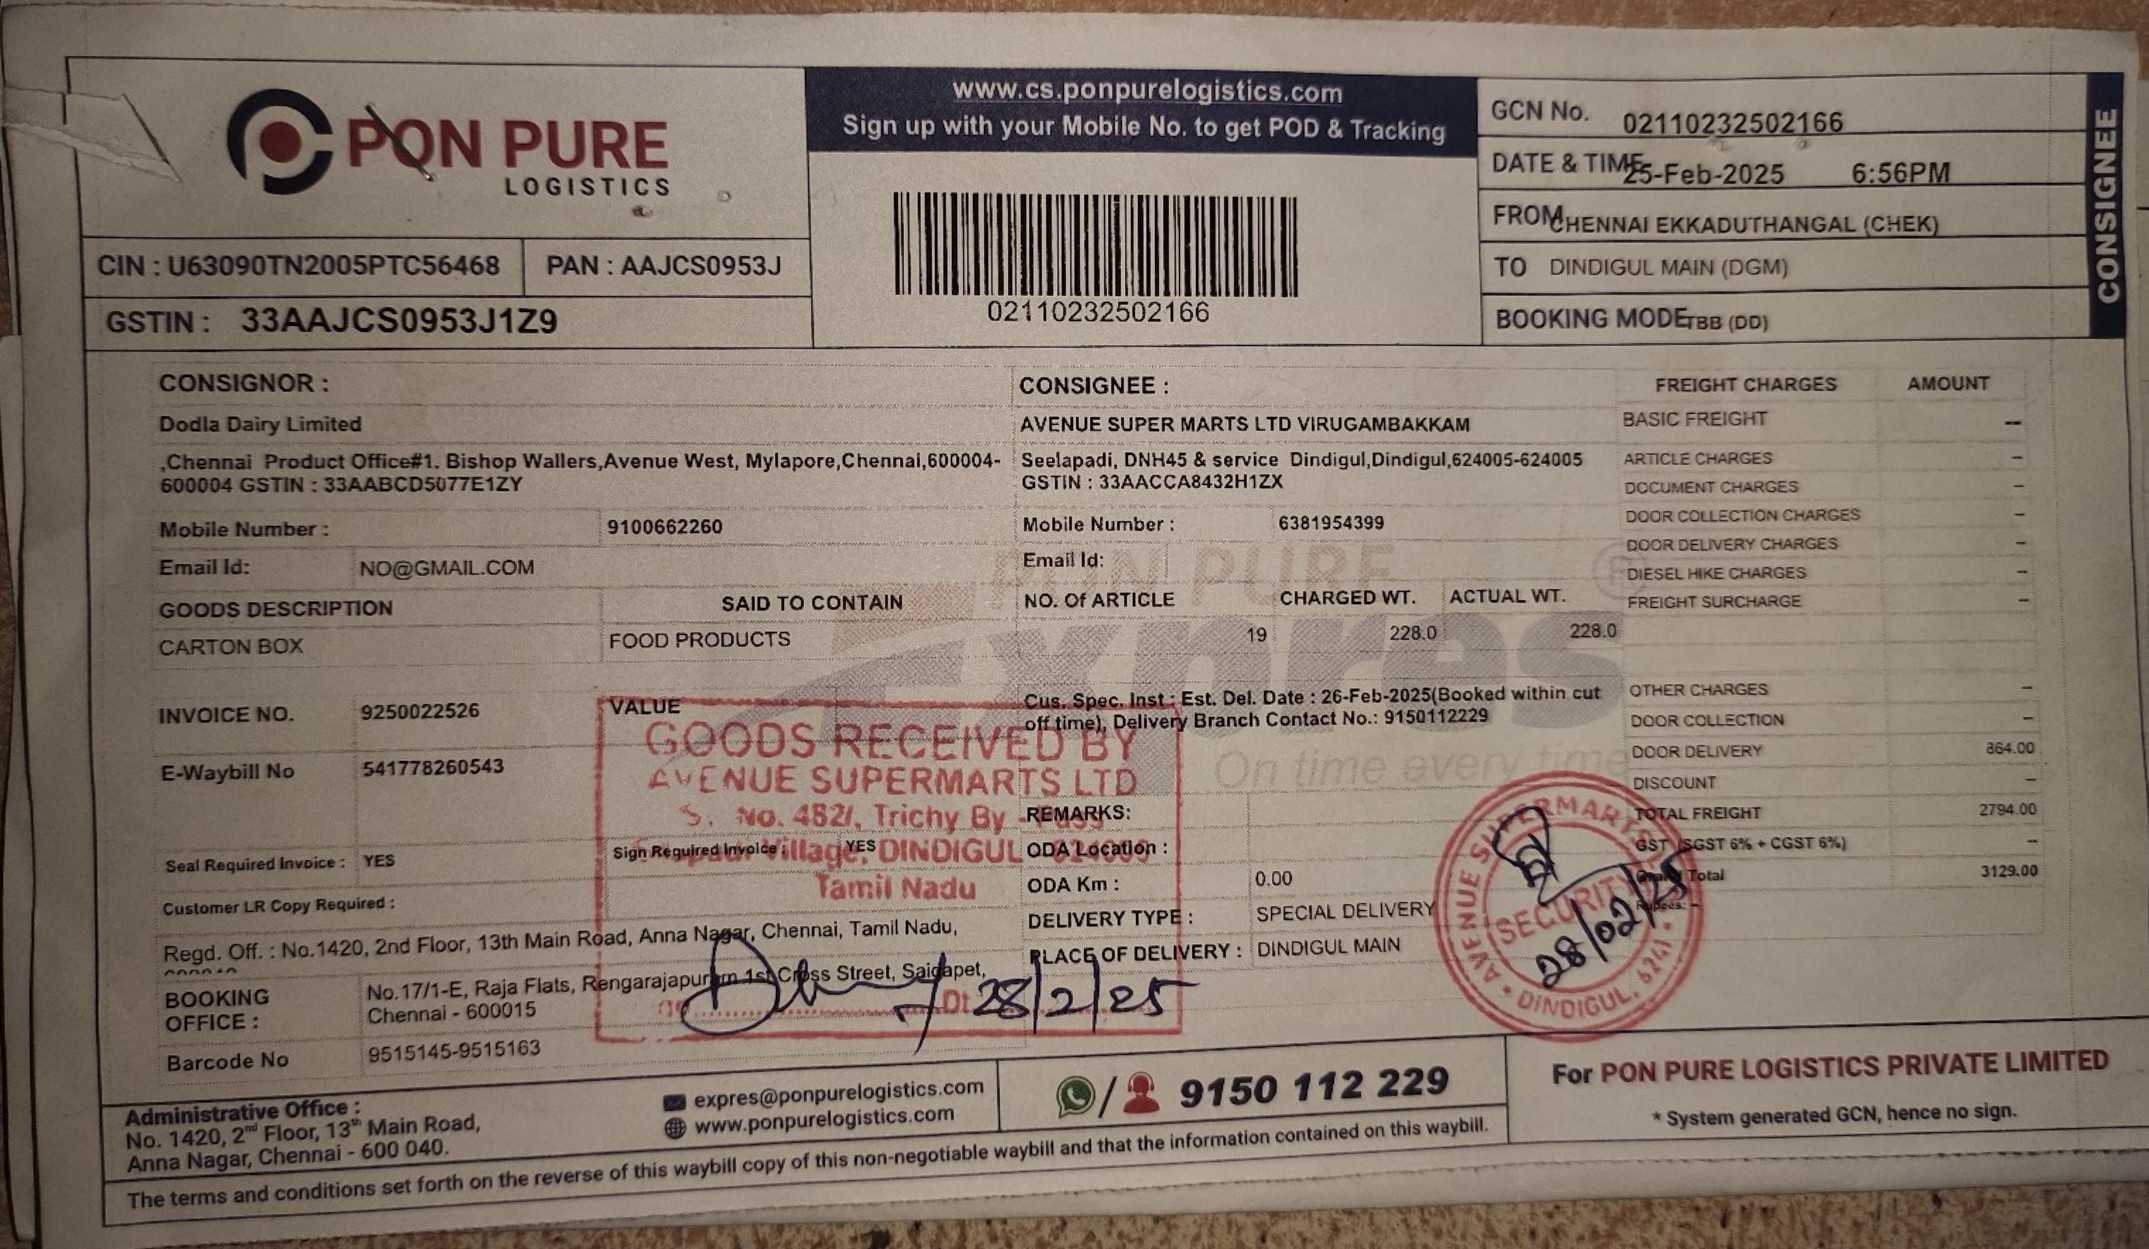 PON PURE
LOGISTICS
www.cs.ponpurelogistics.com
Sign up with your Mobile No. to get POD & Tracking
02110232502166
GCN No. 02110232502166
DATE & TIME 25-Feb-2025 6:56PM
FROM CHENNAI EKKADUTHANGAL (CHEK)
TO DINDIGUL MAIN (DGM)
BOOKING MODE TBB (DD)
CONSIGNEE
CIN : U63090TN2005PTC56468 PAN : AAJCS0953J
GSTIN : 33AAJCS0953J1Z9
CONSIGNOR :
Dodla Dairy Limited
,Chennai Product Office#1. Bishop Wallers,Avenue West, Mylapore,Chennai,600004-
600004 GSTIN : 33AABCD5077E1ZY
Mobile Number : 9100662260
Email Id: NO@GMAIL.COM
CONSIGNEE :
AVENUE SUPER MARTS LTD VIRUGAMBAKKAM
Seelapadi, DNH45 & service Dindigul,Dindigul,624005-624005
GSTIN : 33AACCA8432H1ZX
Mobile Number : 6381954399
Email Id:
GOODS DESCRIPTION SAID TO CONTAIN NO. Of ARTICLE CHARGED WT. ACTUAL WT.
CARTON BOX FOOD PRODUCTS 19 228.0 228.0
INVOICE NO. 9250022526 VALUE
E-Waybill No 541778260543
Cus. Spec. Inst : Est. Del. Date : 26-Feb-2025(Booked within cut
off time), Delivery Branch Contact No.: 9150112229
PON PURE
Xpres
On time every time
FREIGHT CHARGES AMOUNT
BASIC FREIGHT --
ARTICLE CHARGES -
DOCUMENT CHARGES -
DOOR COLLECTION CHARGES -
DOOR DELIVERY CHARGES -
DIESEL HIKE CHARGES -
FREIGHT SURCHARGE -
OTHER CHARGES -
DOOR COLLECTION -
DOOR DELIVERY 864.00
DISCOUNT -
TOTAL FREIGHT 2794.00
GST (SGST 6% + CGST 6%) -
Grand Total 3129.00
Rupees: -
GOODS RECEIVED BY
AVENUE SUPERMARTS LTD
S. No. 482/, Trichy By - Pass
Village, DINDIGUL
Tamil Nadu
Dt 28/2/25
REMARKS:
Seal Required Invoice : YES Sign Required Invoice : YES
ODA Location :
ODA Km : 0.00
Customer LR Copy Required :
DELIVERY TYPE : SPECIAL DELIVERY
PLACE OF DELIVERY : DINDIGUL MAIN
AVENUE SUPERMARTS
SECURITY
DINDIGUL
28/02/25
Regd. Off. : No.1420, 2nd Floor, 13th Main Road, Anna Nagar, Chennai, Tamil Nadu,
BOOKING
OFFICE :
No.17/1-E, Raja Flats, Rengarajapuram 1st Cross Street, Saidapet,
Chennai - 600015
Barcode No 9515145-9515163
Administrative Office :
No. 1420, 2nd Floor, 13th Main Road,
Anna Nagar, Chennai - 600 040.
expres@ponpurelogistics.com
www.ponpurelogistics.com
/ 9150 112 229
For PON PURE LOGISTICS PRIVATE LIMITED
* System generated GCN, hence no sign.
The terms and conditions set forth on the reverse of this waybill copy of this non-negotiable waybill and that the information contained on this waybill.